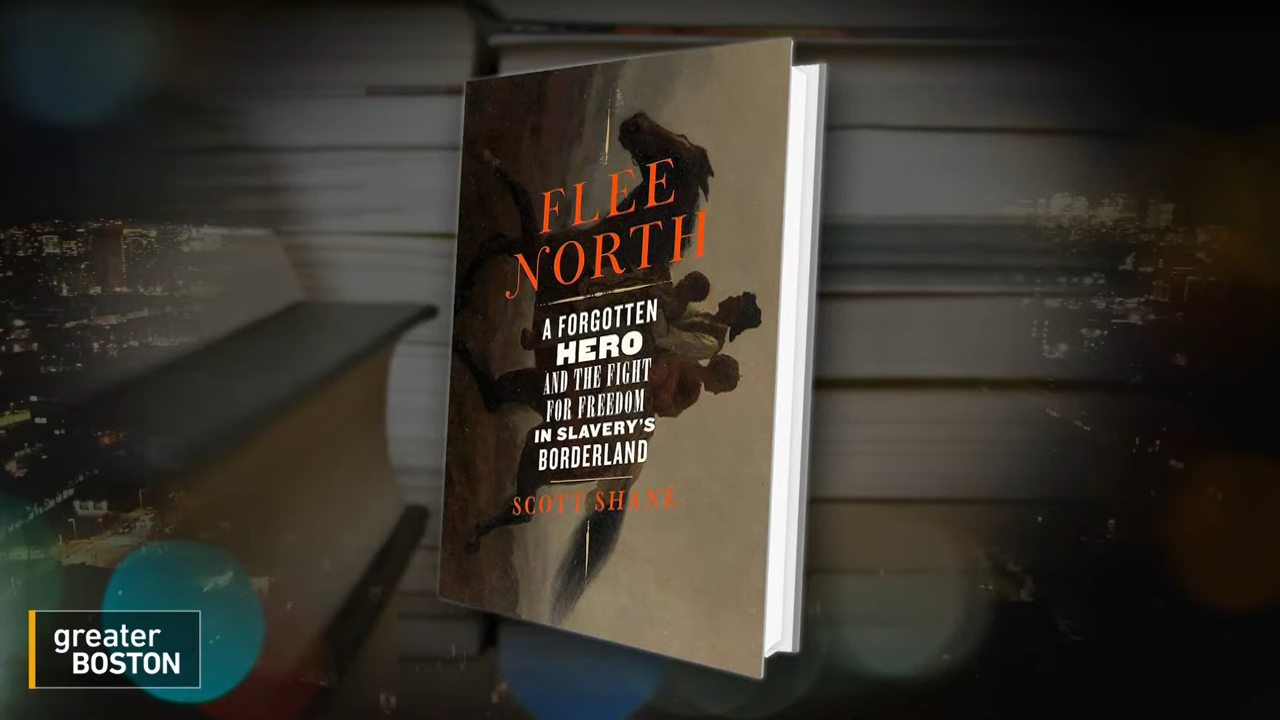 FLEE
NORTH
A FORGOTTEN
HERO
AND THE FIGHT
FOR FREEDOM
IN SLAVERY'S
BORDERLAND
SCOTT SHANE
greater
BOSTON